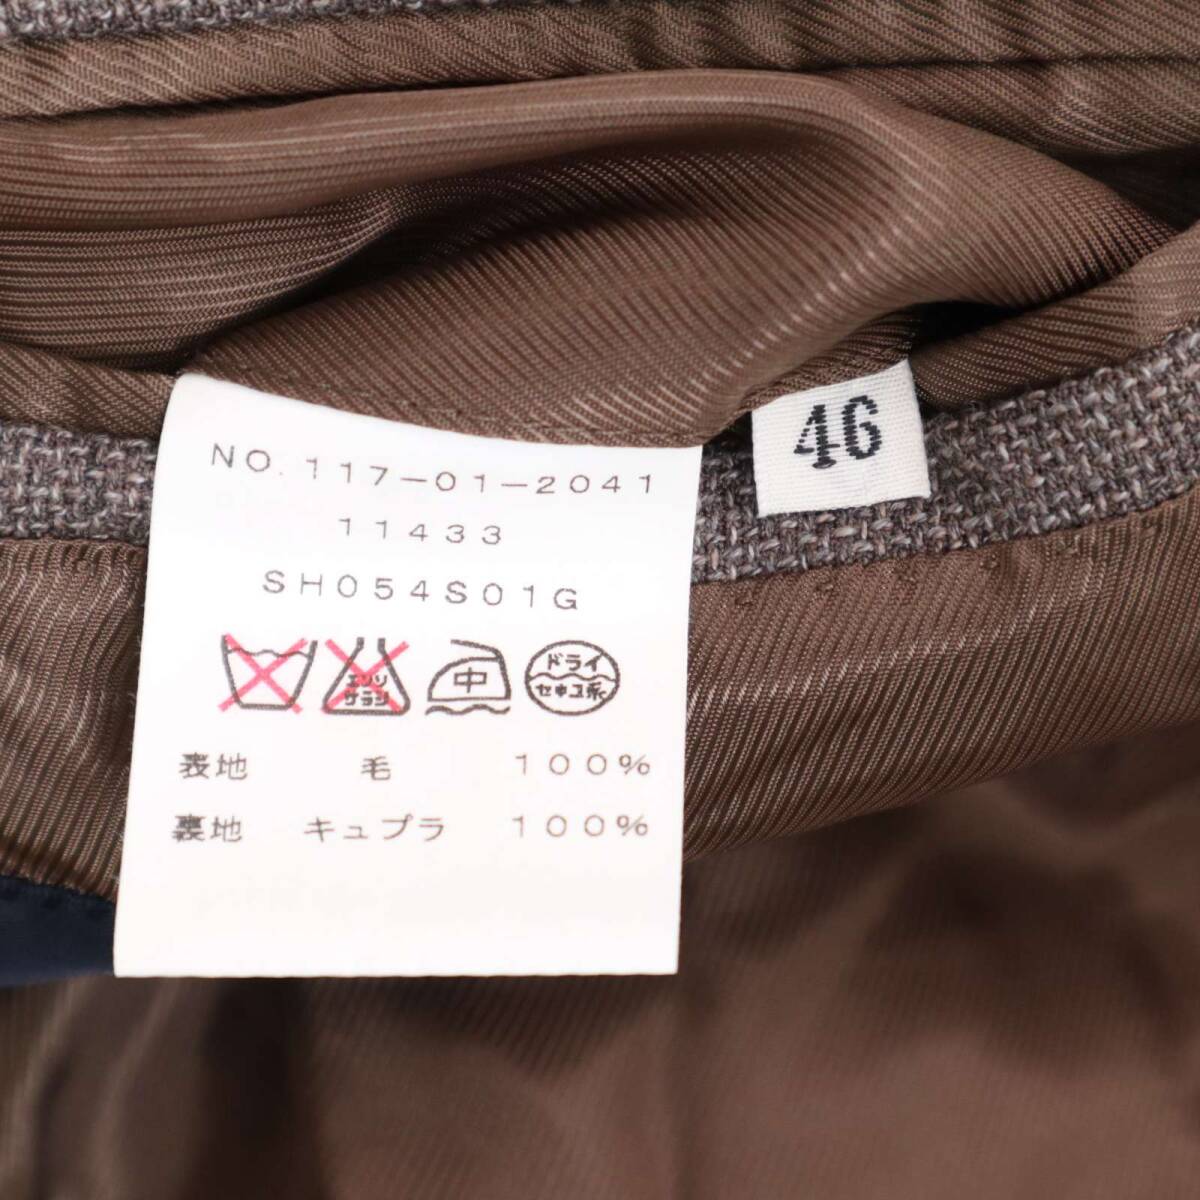 46
NO.117-01-2041
11433
SH054S01G
エンソサラシ
中
ドライ
セキユ系
表地 毛 100%
裏地 キュプラ 100%